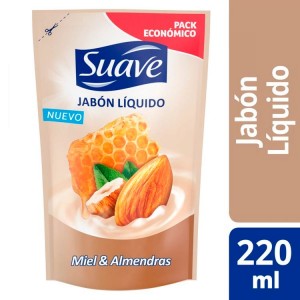 PACK
ECONÓMICO
Suave
JABÓN LÍQUIDO
NUEVO
Miel & Almendras
Jabón
Líquido
220
ml